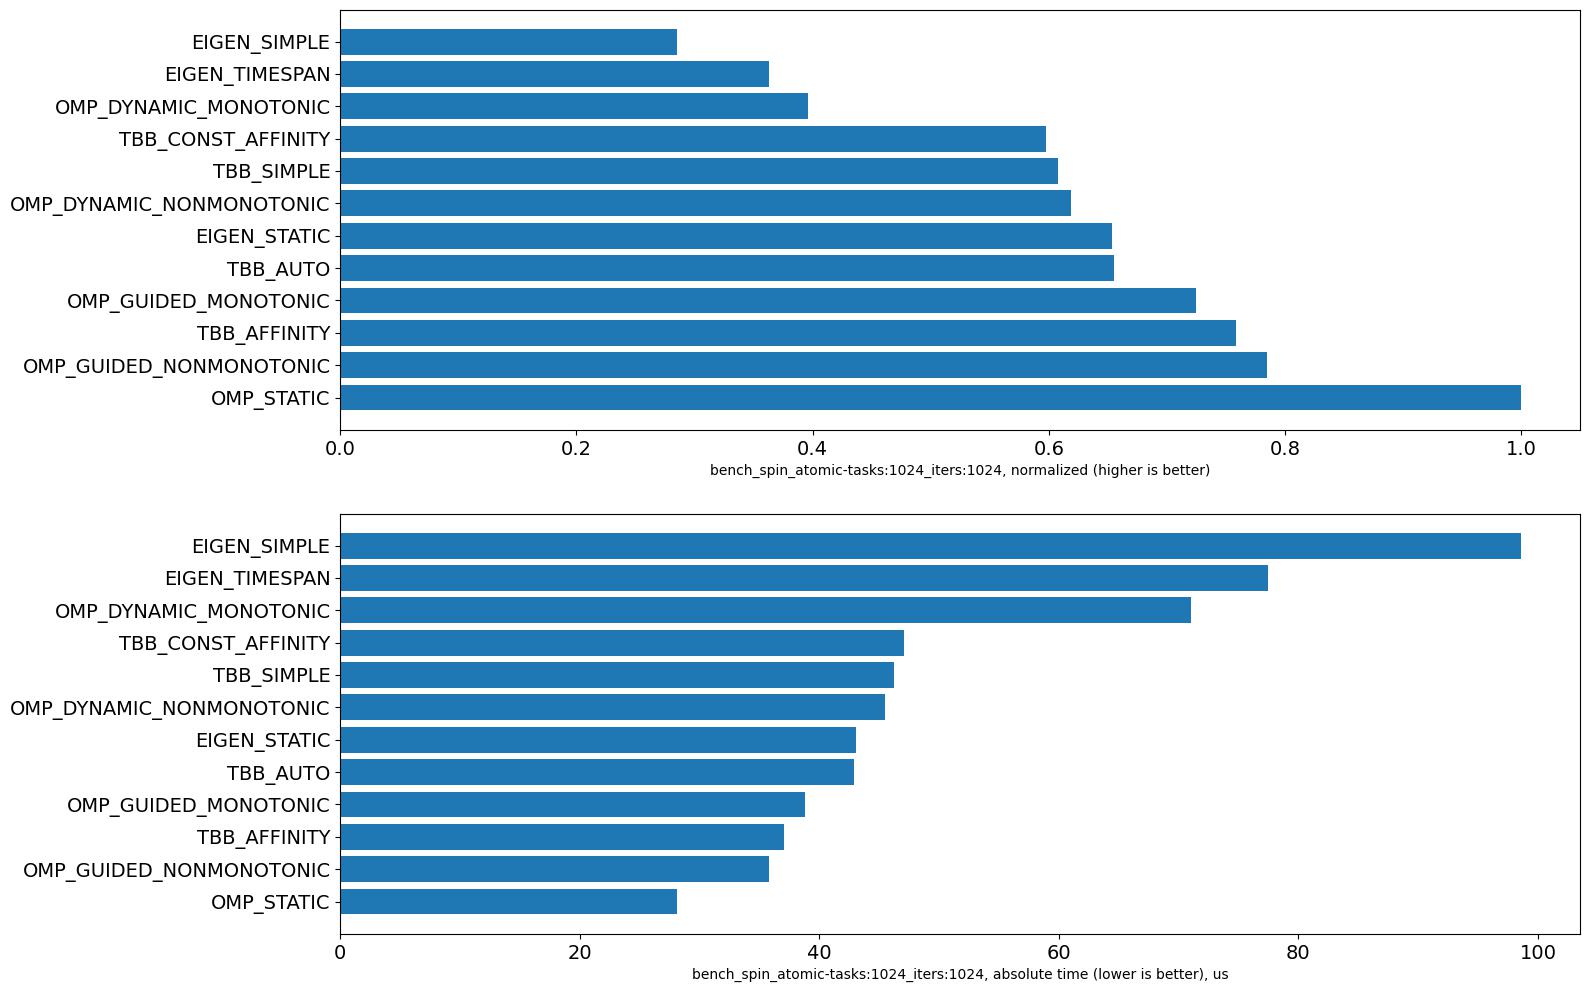 EIGEN_SIMPLE
EIGEN_TIMESPAN
OMP_DYNAMIC_MONOTONIC
TBB_CONST_AFFINITY
TBB_SIMPLE
OMP_DYNAMIC_NONMONOTONIC
EIGEN_STATIC
TBB_AUTO
OMP_GUIDED_MONOTONIC
TBB_AFFINITY
OMP_GUIDED_NONMONOTONIC
OMP_STATIC
0.0 0.2 0.4 0.6 0.8 1.0
bench_spin_atomic-tasks:1024_iters:1024, normalized (higher is better)
EIGEN_SIMPLE
EIGEN_TIMESPAN
OMP_DYNAMIC_MONOTONIC
TBB_CONST_AFFINITY
TBB_SIMPLE
OMP_DYNAMIC_NONMONOTONIC
EIGEN_STATIC
TBB_AUTO
OMP_GUIDED_MONOTONIC
TBB_AFFINITY
OMP_GUIDED_NONMONOTONIC
OMP_STATIC
0 20 40 60 80 100
bench_spin_atomic-tasks:1024_iters:1024, absolute time (lower is better), us